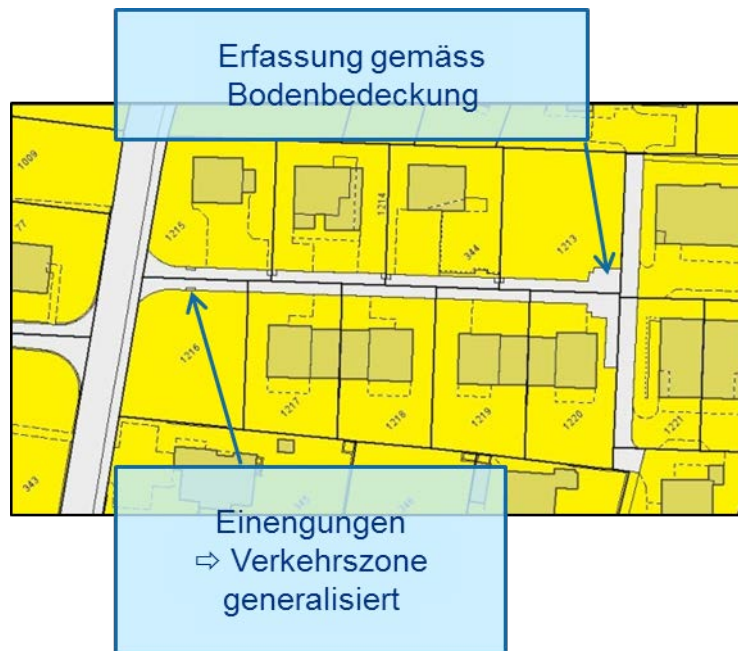 Erfassung gemäss
Bodenbedeckung
1009
77
1215
1214
344
1213
1216
1217
1218
1219
1220
1221
343
345
Einengungen
⇨ Verkehrszone
generalisiert